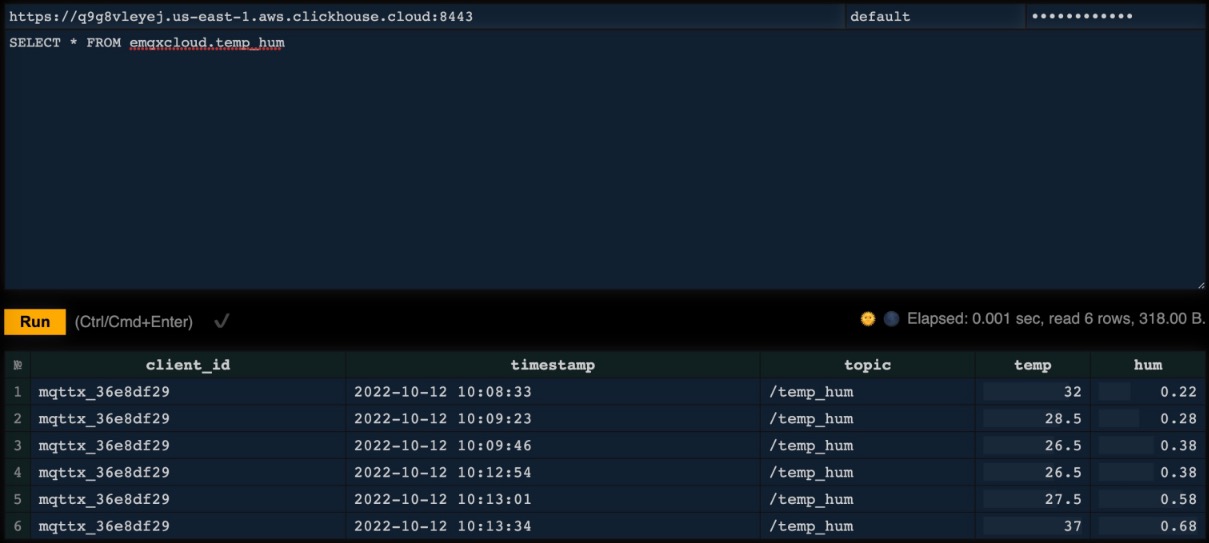 https://q9g8vleyej.us-east-1.aws.clickhouse.cloud:8443 default ••••••••••••
SELECT * FROM emqxcloud.temp_hum
Run (Ctrl/Cmd+Enter) ✓ Elapsed: 0.001 sec, read 6 rows, 318.00 B.
№ client_id timestamp topic temp hum
1 mqttx_36e8df29 2022-10-12 10:08:33 /temp_hum 32 0.22
2 mqttx_36e8df29 2022-10-12 10:09:23 /temp_hum 28.5 0.28
3 mqttx_36e8df29 2022-10-12 10:09:46 /temp_hum 26.5 0.38
4 mqttx_36e8df29 2022-10-12 10:12:54 /temp_hum 26.5 0.38
5 mqttx_36e8df29 2022-10-12 10:13:01 /temp_hum 27.5 0.58
6 mqttx_36e8df29 2022-10-12 10:13:34 /temp_hum 37 0.68